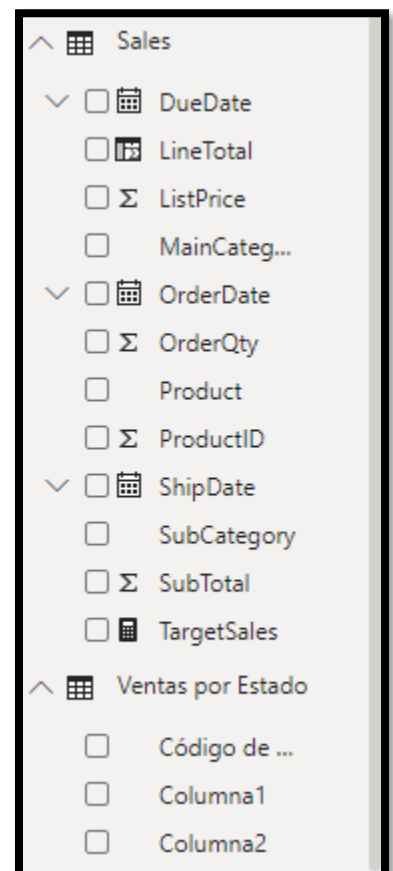 Sales
DueDate
LineTotal
ListPrice
MainCateg...
OrderDate
OrderQty
Product
ProductID
ShipDate
SubCategory
SubTotal
TargetSales
Ventas por Estado
Código de ...
Columna1
Columna2